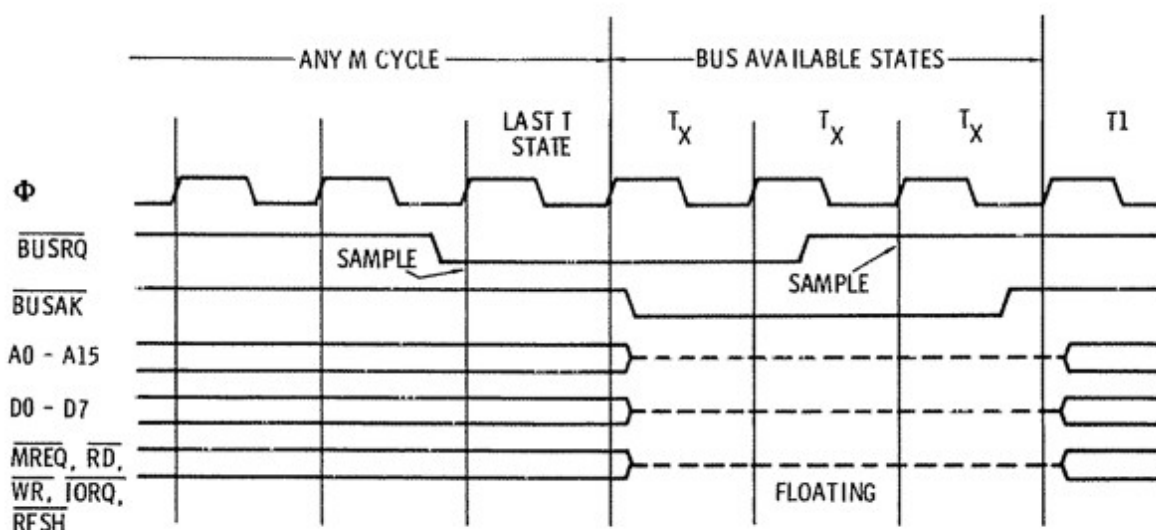 ANY M CYCLE BUS AVAILABLE STATES
LAST T STATE TX TX TX T1
Φ
BUSRQ
SAMPLE SAMPLE
BUSAK
A0 - A15
D0 - D7
MREQ, RD,
WR, IORQ, FLOATING
RFSH